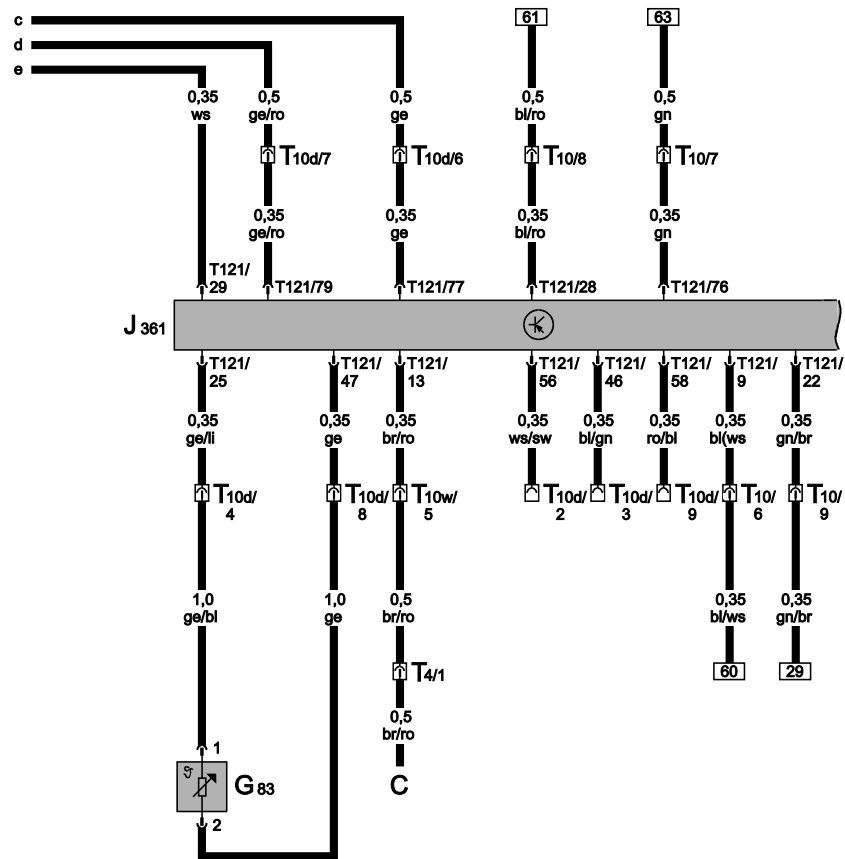 c
d
e
61
63
0,35
ws
0,5
ge/ro
0,5
ge
0,5
bl/ro
0,5
gn
T10d/7
T10d/6
T10/8
T10/7
0,35
ge/ro
0,35
ge
0,35
bl/ro
0,35
gn
T121/
29
T121/79
T121/77
T121/28
T121/76
J 361
T121/
25
T121/
47
T121/
13
T121/
56
T121/
46
T121/
58
T121/
9
T121/
22
0,35
ge/li
0,35
ge
0,35
br/ro
0,35
ws/sw
0,35
bl/gn
0,35
ro/bl
0,35
bl(ws
0,35
gn/br
T10d/
4
T10d/
8
T10w/
5
T10d/
2
T10d/
3
T10d/
9
T10/
6
T10/
9
1,0
ge/bl
1,0
ge
0,5
br/ro
0,35
bl/ws
0,35
gn/br
T4/1
60
29
0,5
br/ro
1
ϑ
G 83
C
2